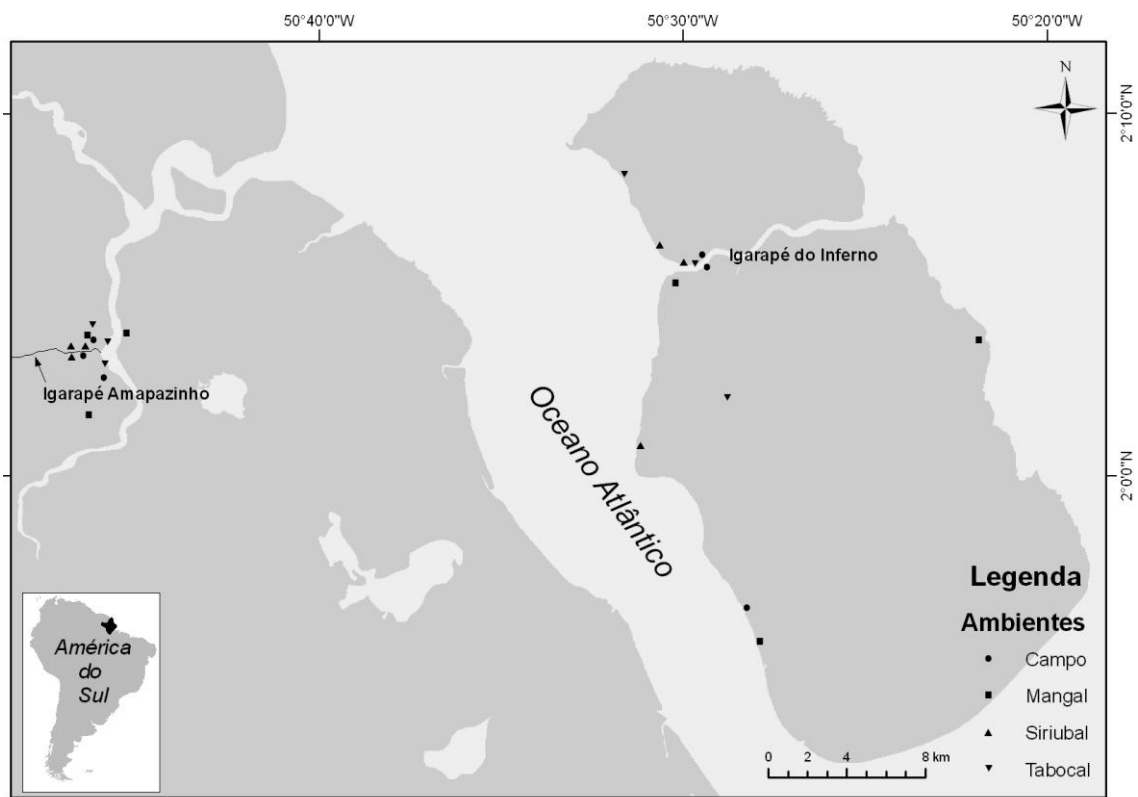 50°40'0"W
50°30'0"W
50°20'0"W
N
2°10'0"N
Igarapé do Inferno
Igarapé Amapazinho
Oceano Atlântico
2°0'0"N
Legenda
Ambientes
Campo
Mangal
Siriubal
Tabocal
América
do
Sul
0 2 4 8 km